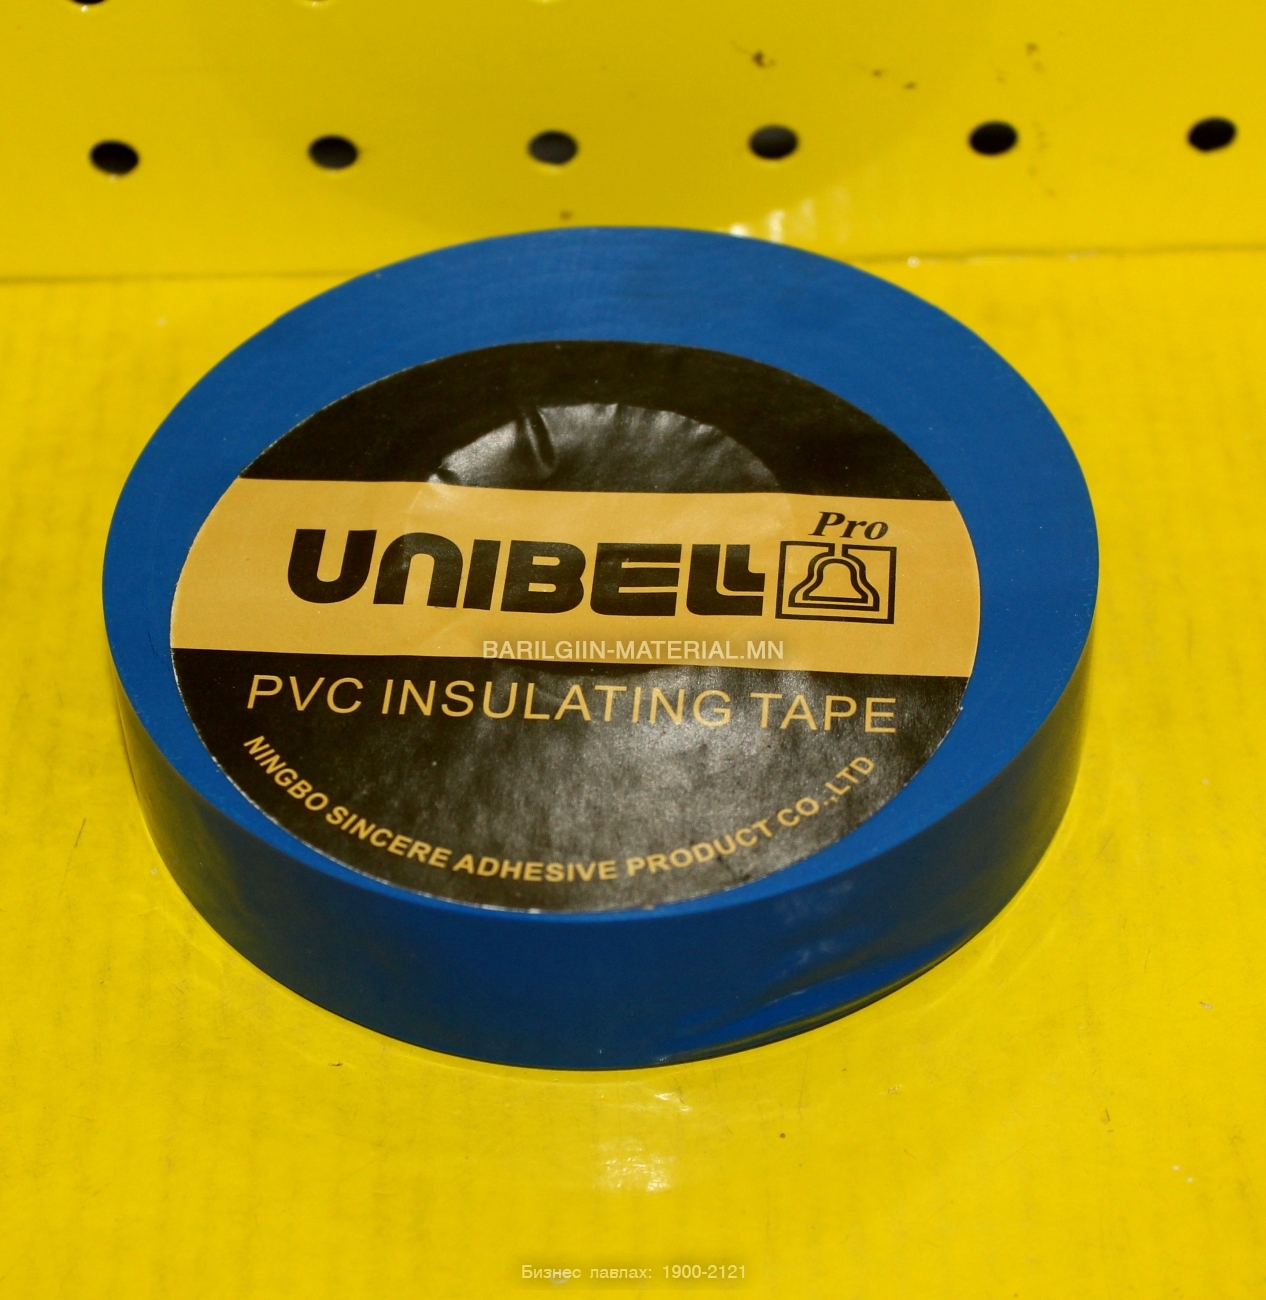 Pro
UNIBELL
BARILGIIN-MATERIAL.MN
PVC INSULATING TAPE
NINGBO SINCERE ADHESIVE PRODUCT CO.,LTD
Бизнес лавлах: 1900-2121